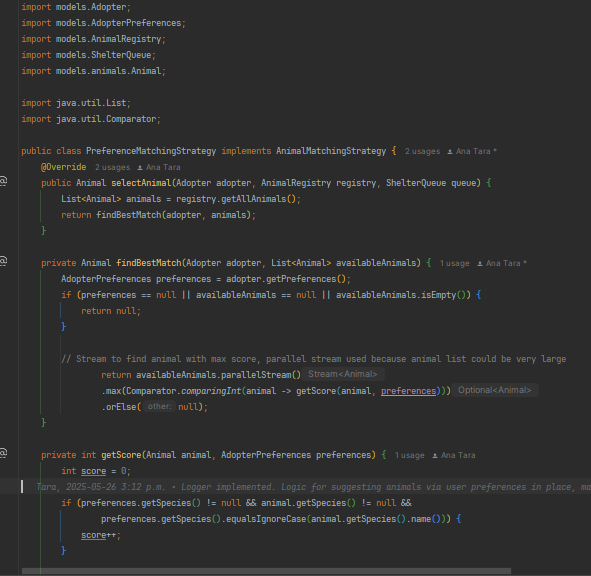 import models.Adopter;
import models.AdopterPreferences;
import models.AnimalRegistry;
import models.ShelterQueue;
import models.animals.Animal;
import java.util.List;
import java.util.Comparator;
public class PreferenceMatchingStrategy implements AnimalMatchingStrategy { 2 usages Ana Tara *
@Override 2 usages Ana Tara
public Animal selectAnimal(Adopter adopter, AnimalRegistry registry, ShelterQueue queue) {
List<Animal> animals = registry.getAllAnimals();
return findBestMatch(adopter, animals);
}
private Animal findBestMatch(Adopter adopter, List<Animal> availableAnimals) { 1 usage Ana Tara *
AdopterPreferences preferences = adopter.getPreferences();
if (preferences == null || availableAnimals == null || availableAnimals.isEmpty()) {
return null;
}
// Stream to find animal with max score, parallel stream used because animal list could be very large
return availableAnimals.parallelStream() Stream<Animal>
.max(Comparator.comparingInt(animal -> getScore(animal, preferences))) Optional<Animal>
.orElse( other: null);
}
private int getScore(Animal animal, AdopterPreferences preferences) { 1 usage Ana Tara
int score = 0;
Tara, 2025-05-26 3:12 p.m. • Logger implemented. Logic for suggesting animals via user preferences in place, ma
if (preferences.getSpecies() != null && animal.getSpecies() != null &&
preferences.getSpecies().equalsIgnoreCase(animal.getSpecies().name())) {
score++;
}